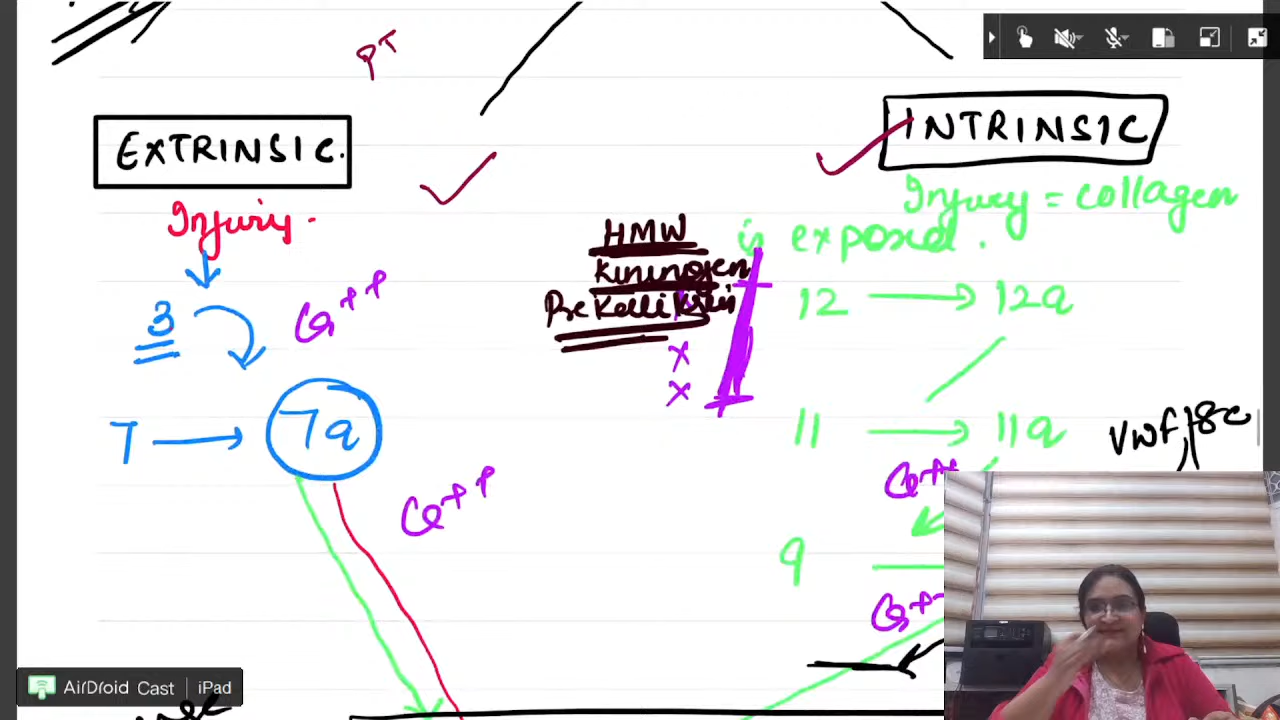 PT
EXTRINSIC.
INTRINSIC
Injury.
Injury = collagen
is exposed.
HMW
Kininogen
3
Ca++
12 → 12a
x
x
7 → 7a
11 → 11a
vwf, 8c
Ca++
Ca++
9
Ca++
AirDroid Cast | iPad